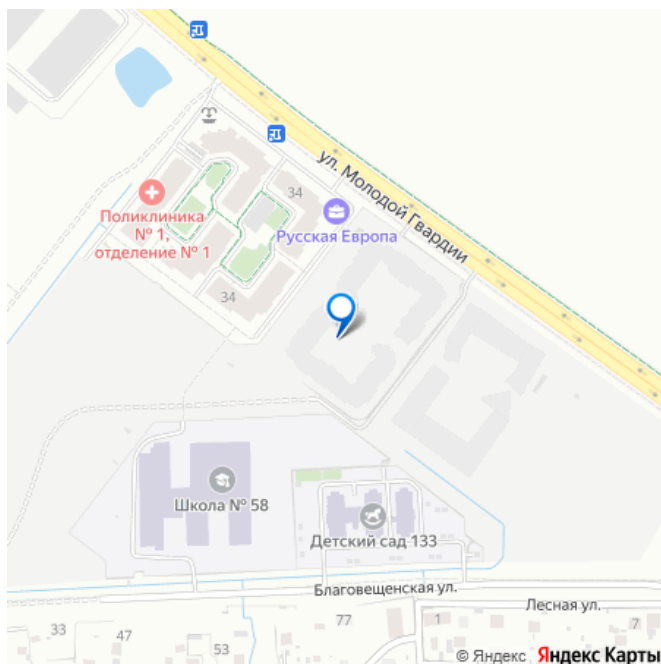 ул. Молодой Гвардии
34
Поликлиника
№ 1,
отделение № 1
Русская Европа
34
Школа № 58
Детский сад 133
Благовещенская ул.
Лесная ул.
33
47
53
77
1
7
© Яндекс Яндекс Карты